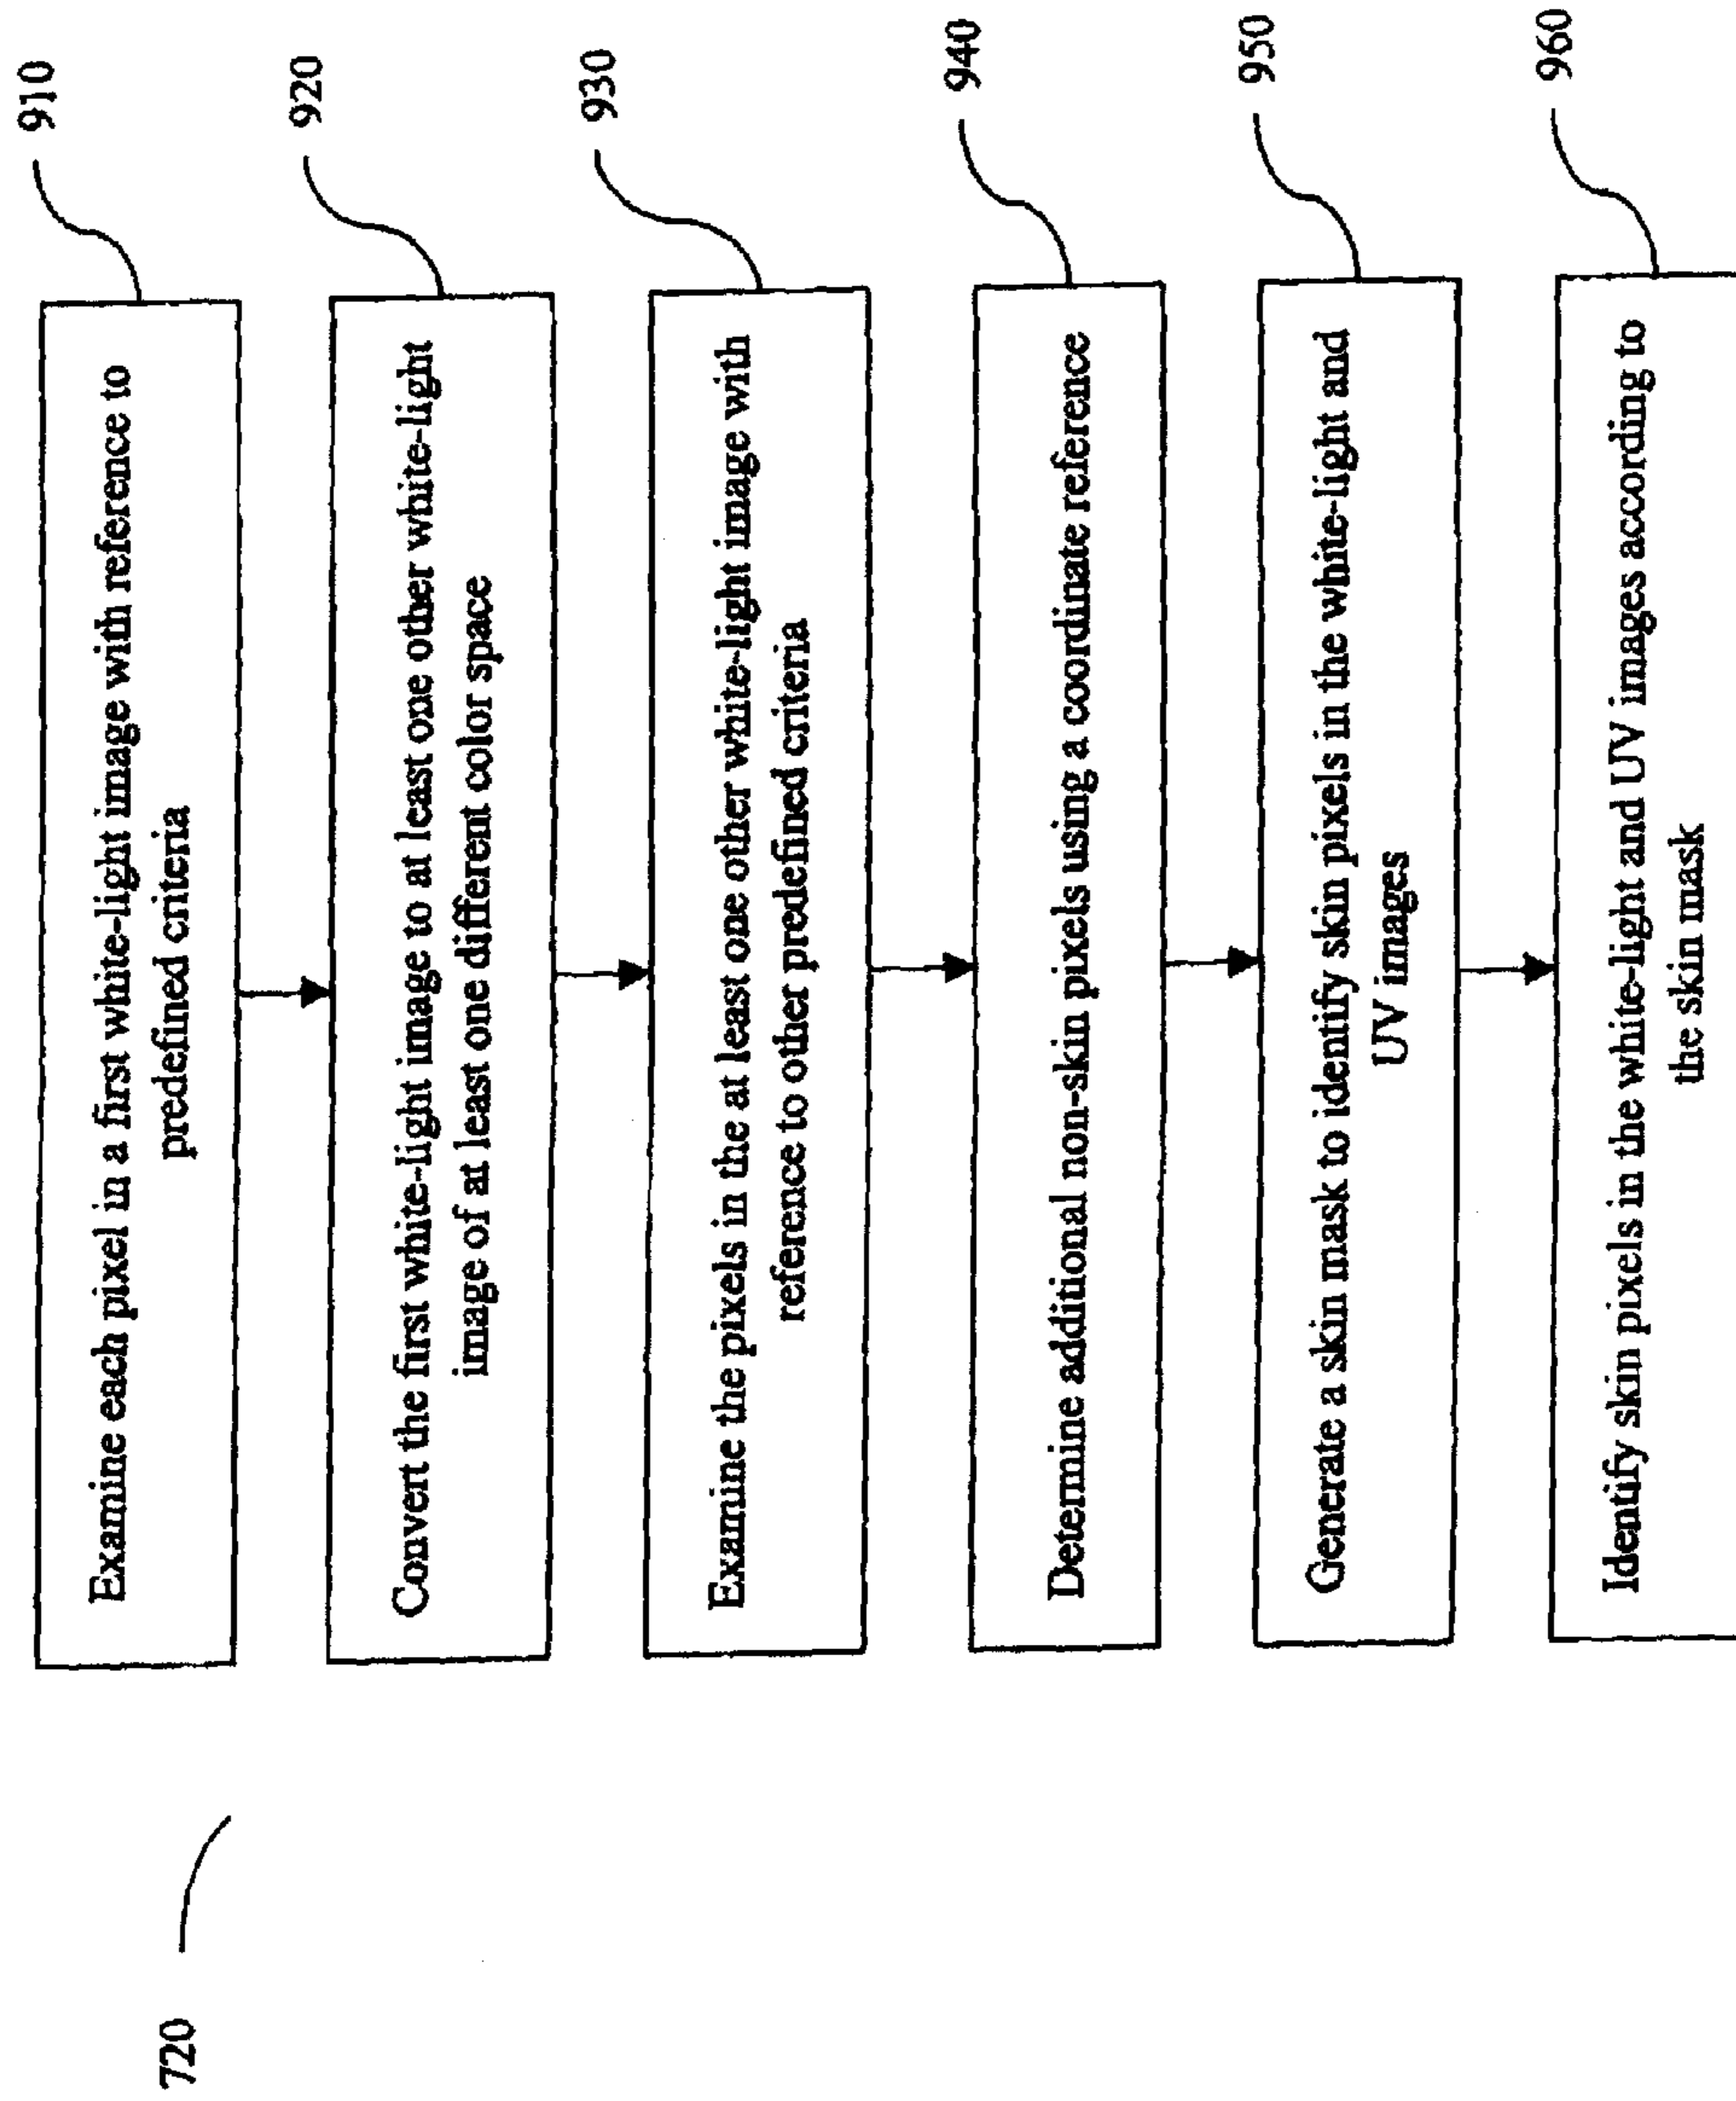 720
Examine each pixel in a first white-light image with reference to
predefined criteria
910
Convert the first white-light image to at least one other white-light
image of at least one different color space
920
Examine the pixels in the at least one other white-light image with
reference to other predefined criteria
930
Determine additional non-skin pixels using a coordinate reference
940
Generate a skin mask to identify skin pixels in the white-light and
UV images
950
Identify skin pixels in the white-light and UV images according to
the skin mask
960